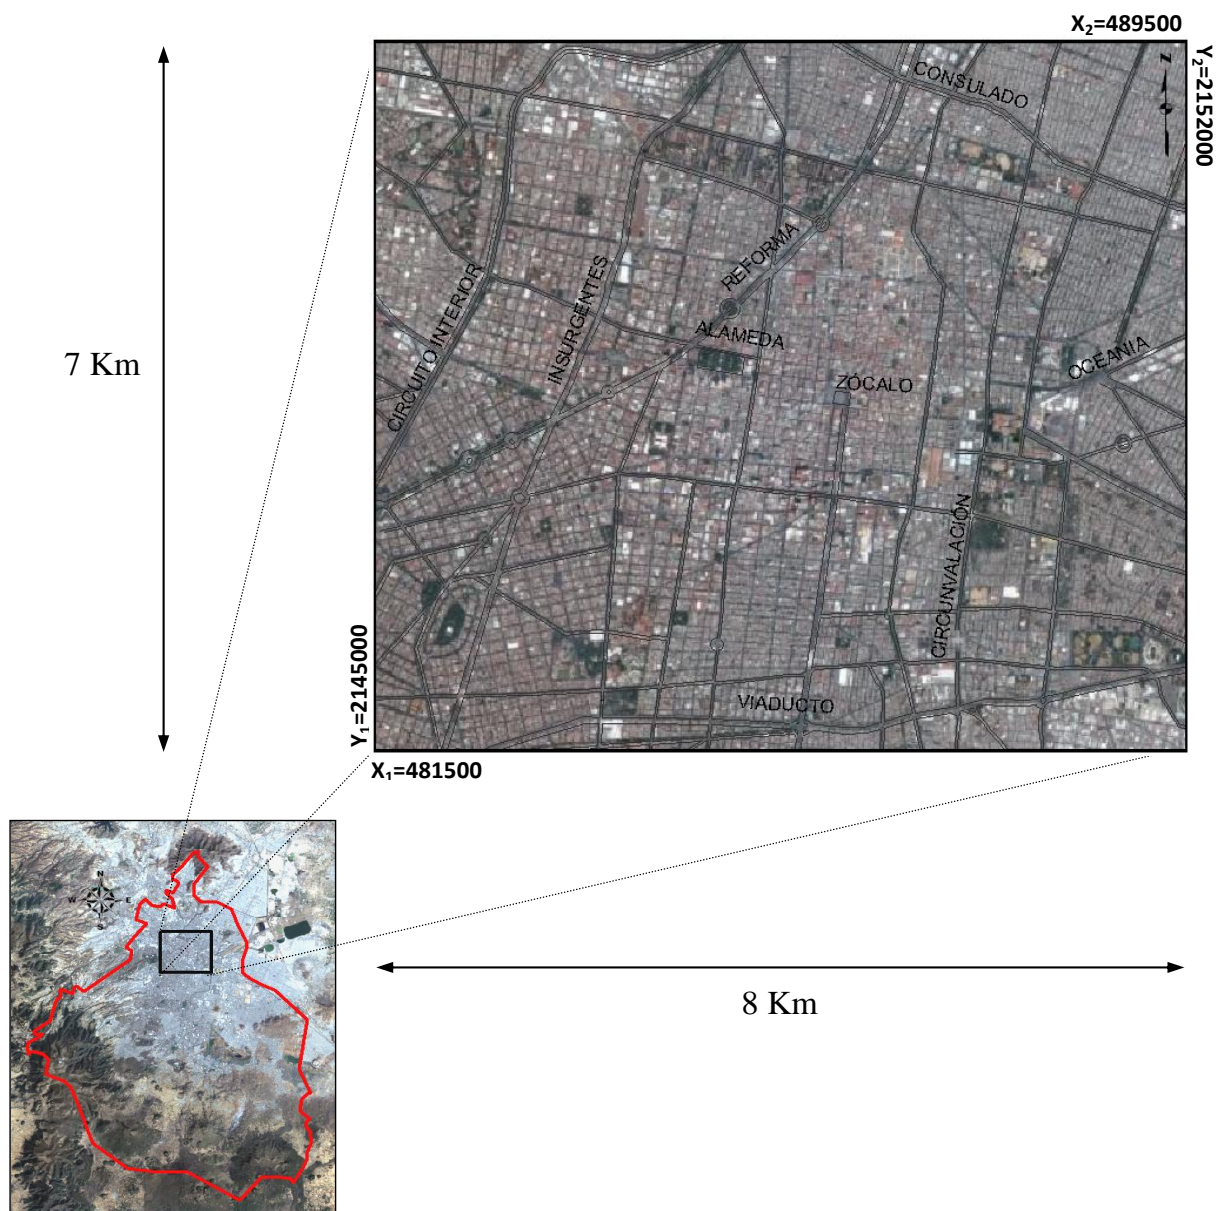 X₂=489500
Y₂=2152000
N
CONSULADO
REFORMA
CIRCUITO INTERIOR
INSURGENTES
ALAMEDA
7 Km
OCEANÍA
ZÓCALO
CIRCUNVALACIÓN
Y₁=2145000
VIADUCTO
X₁=481500
N
W
E
S
8 Km